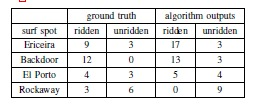 ground truth algorithm outputs
surf spot ridden unridden ridden unridden
Ericeira 9 3 17 3
Backdoor 12 0 13 3
El Porto 4 3 5 4
Rockaway 3 6 0 9